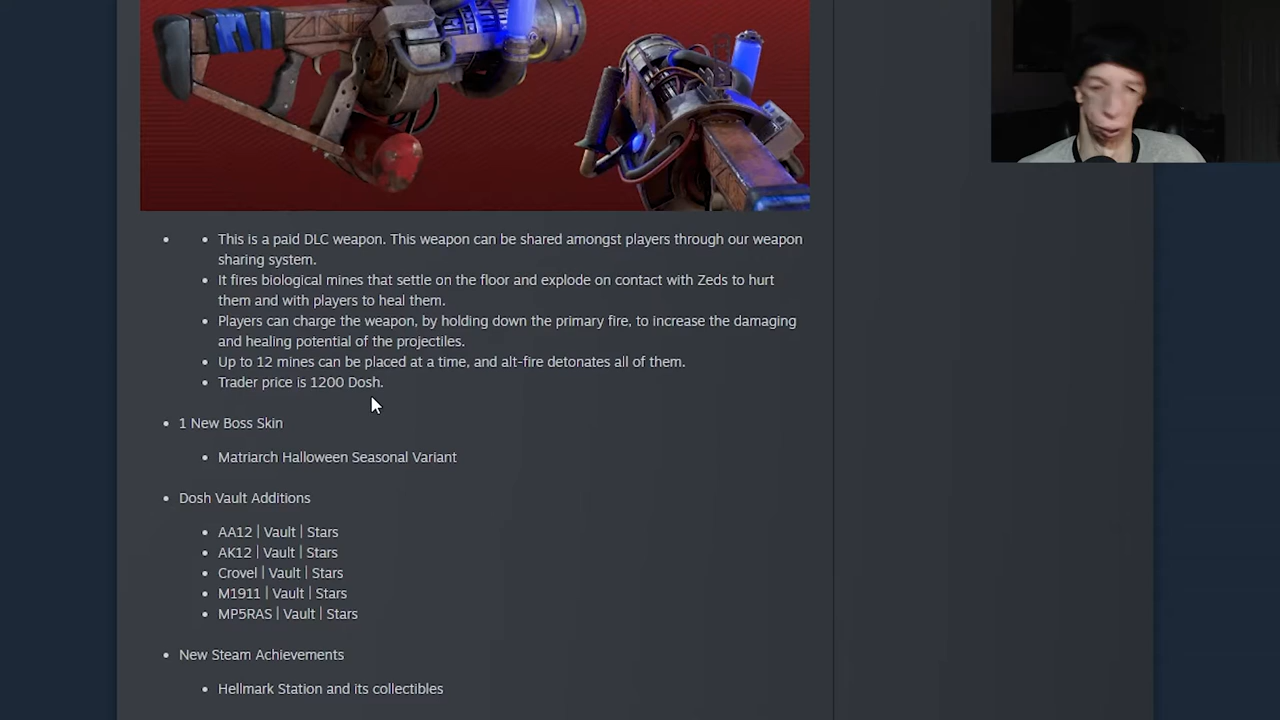 This is a paid DLC weapon. This weapon can be shared amongst players through our weapon
sharing system.
It fires biological mines that settle on the floor and explode on contact with Zeds to hurt
them and with players to heal them.
Players can charge the weapon, by holding down the primary fire, to increase the damaging
and healing potential of the projectiles.
Up to 12 mines can be placed at a time, and alt-fire detonates all of them.
Trader price is 1200 Dosh.
1 New Boss Skin
Matriarch Halloween Seasonal Variant
Dosh Vault Additions
AA12 | Vault | Stars
AK12 | Vault | Stars
Crovel | Vault | Stars
M1911 | Vault | Stars
MP5RAS | Vault | Stars
New Steam Achievements
Hellmark Station and its collectibles